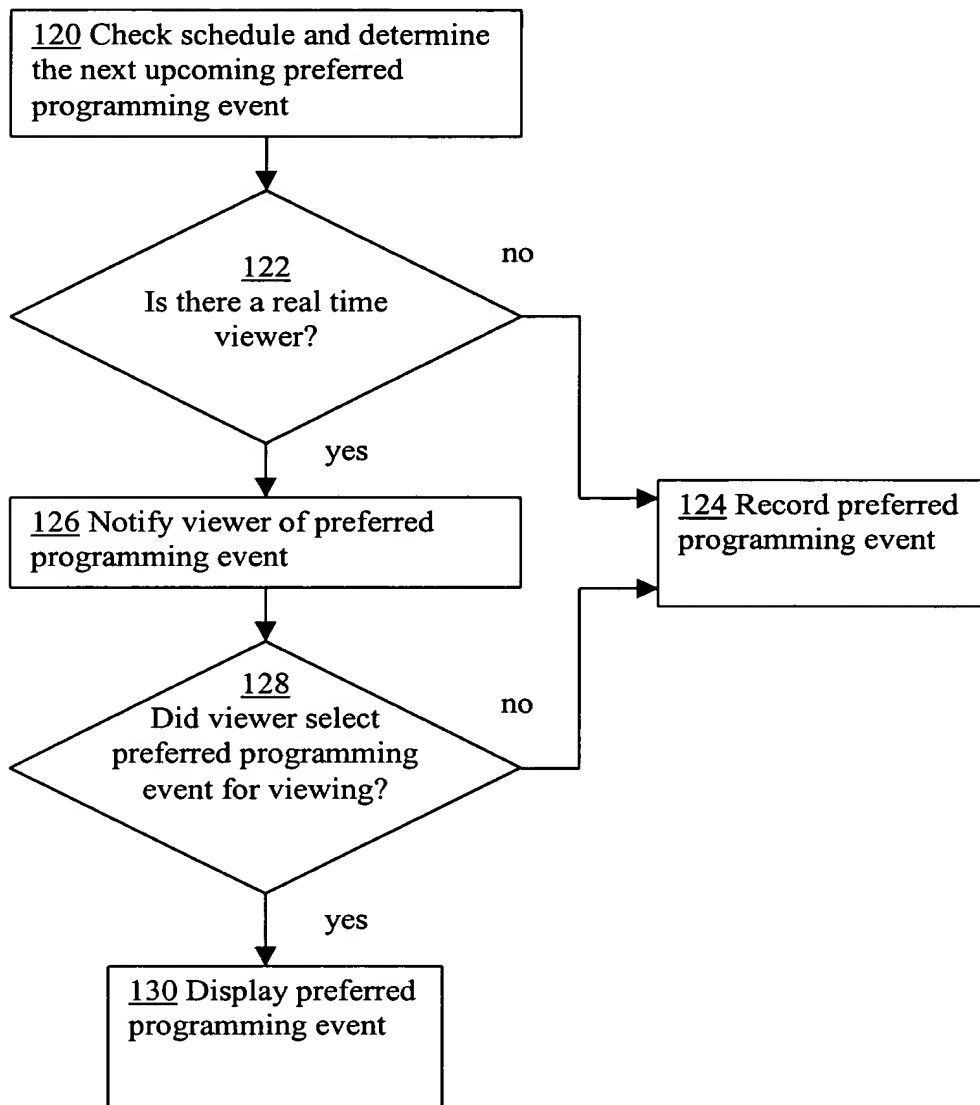 120 Check schedule and determine
the next upcoming preferred
programming event
122
Is there a real time
viewer?
no
yes
126 Notify viewer of preferred
programming event
124 Record preferred
programming event
128
Did viewer select
preferred programming
event for viewing?
no
yes
130 Display preferred
programming event